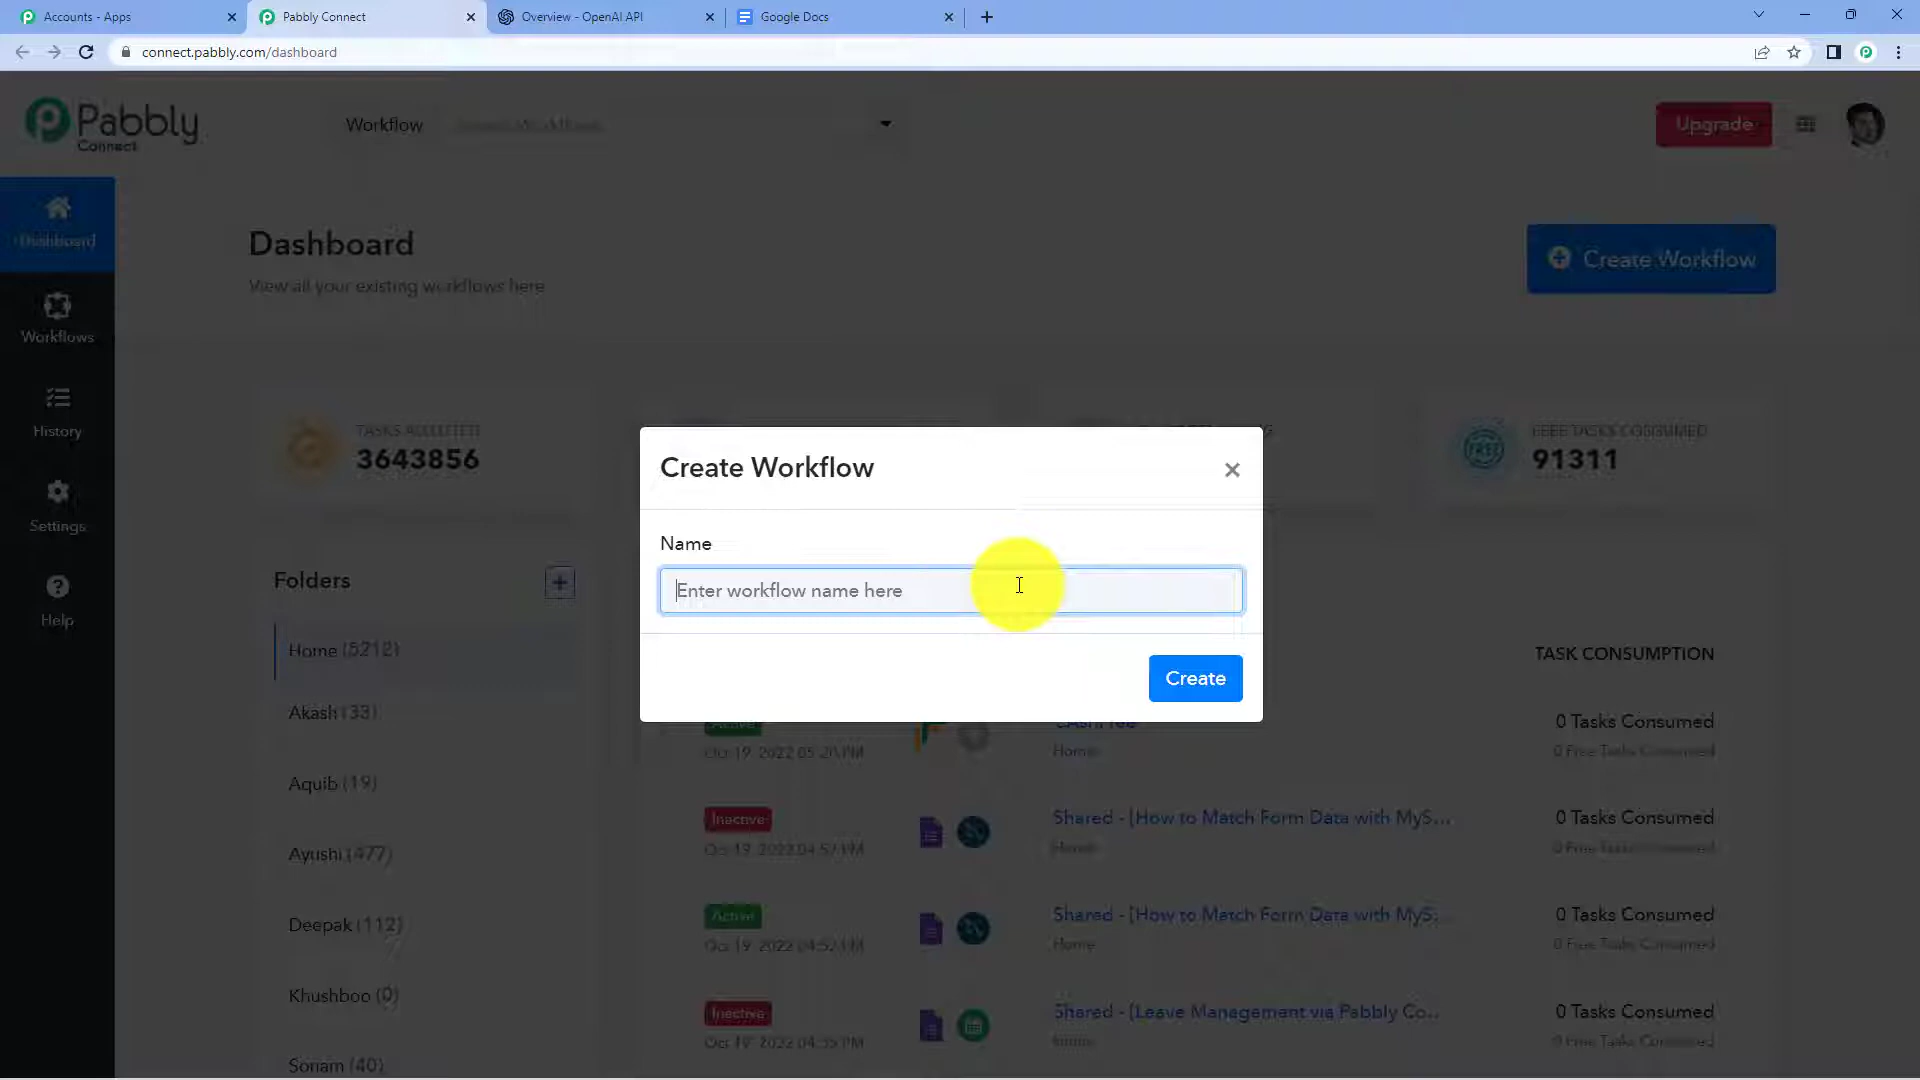 Accounts - Apps
Pabbly Connect
Overview - OpenAI API
Google Docs
connect.pabbly.com/dashboard
Pabbly
Connect
Workflow
Upgrade
Dashboard
Dashboard
View all your existing workflows here
Create Workflow
Workflows
History
Settings
Help
TASKS ALLOTTED
3643856
FREE TASKS CONSUMED
91311
Create Workflow
×
Name
Enter workflow name here
Create
Folders
Home (5212)
Akash (33)
Aquib (19)
Ayushi (477)
Deepak (112)
Khushboo (0)
Sonam (40)
TASK CONSUMPTION
Active
Oct 19, 2022 05:20 PM
Home
0 Tasks Consumed
0 Free Tasks Consumed
Inactive
Oct 19, 2022 04:57 PM
Shared - [How to Match Form Data with MyS...
Home
0 Tasks Consumed
0 Free Tasks Consumed
Active
Oct 19, 2022 04:52 PM
Shared - [How to Match Form Data with MyS...
Home
0 Tasks Consumed
0 Free Tasks Consumed
Inactive
Oct 19, 2022 04:35 PM
Shared - [Leave Management via Pabbly Co...
Home
0 Tasks Consumed
0 Free Tasks Consumed